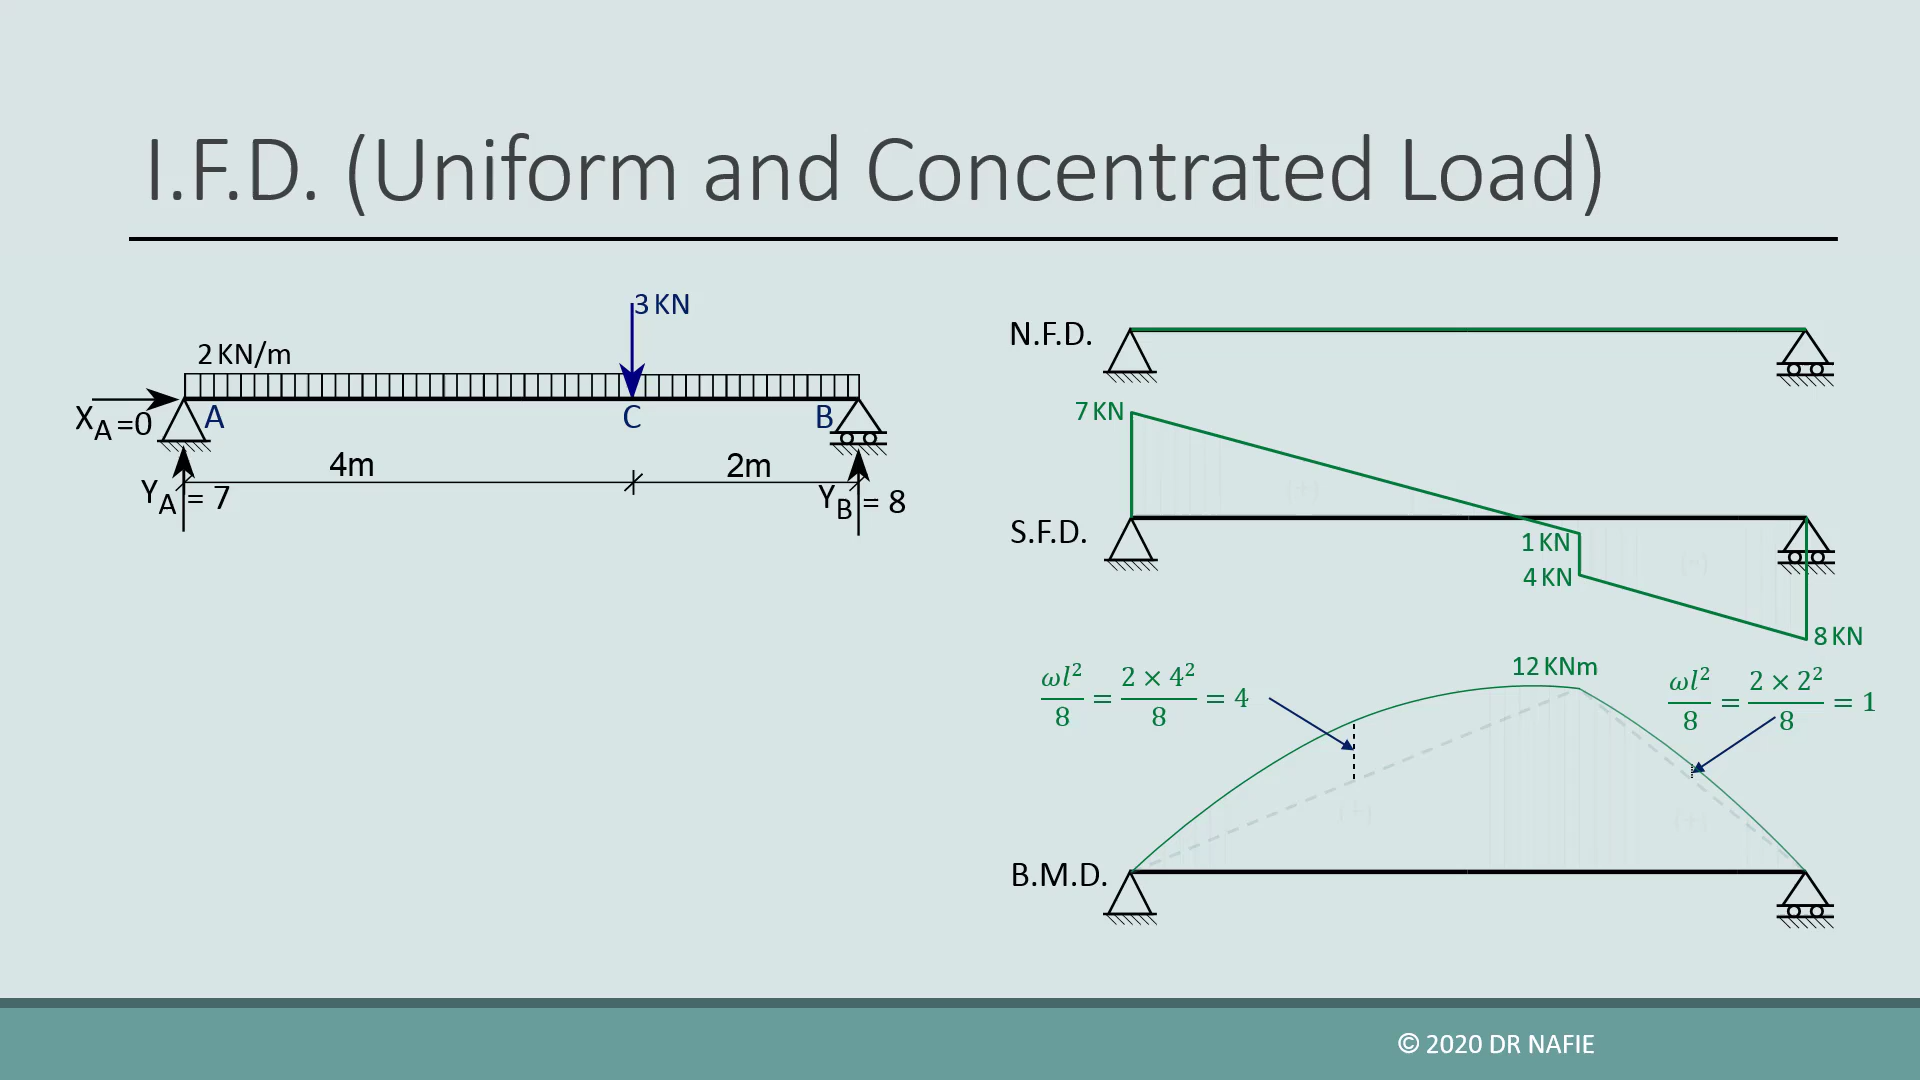 I.F.D. (Uniform and Concentrated Load)
3 KN
2 KN/m
X_A =0
A
C
B
4m
2m
Y_A = 7
Y_B = 8
N.F.D.
7 KN
(+)
S.F.D.
1 KN
4 KN
(-)
8 KN
12 KNm
ωl²/8 = 2 × 4²/8 = 4
ωl²/8 = 2 × 2²/8 = 1
(+)
(+)
B.M.D.
© 2020 DR NAFIE